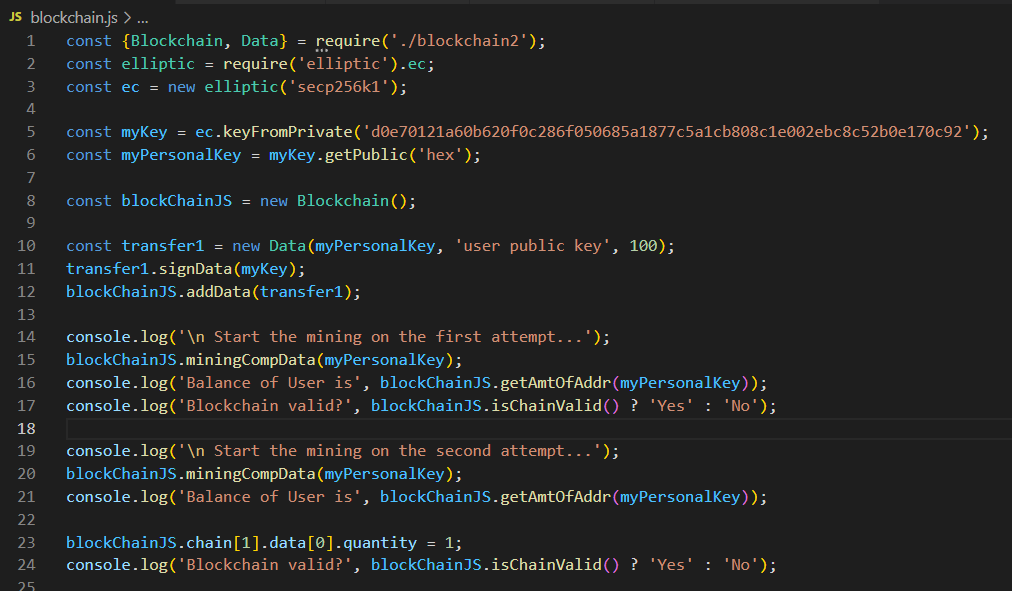 JS blockchain.js > ...
1 const {Blockchain, Data} = require('./blockchain2');
2 const elliptic = require('elliptic').ec;
3 const ec = new elliptic('secp256k1');
4
5 const myKey = ec.keyFromPrivate('d0e70121a60b620f0c286f050685a1877c5a1cb808c1e002ebc8c52b0e170c92');
6 const myPersonalKey = myKey.getPublic('hex');
7
8 const blockChainJS = new Blockchain();
9
10 const transfer1 = new Data(myPersonalKey, 'user public key', 100);
11 transfer1.signData(myKey);
12 blockChainJS.addData(transfer1);
13
14 console.log('\n Start the mining on the first attempt...');
15 blockChainJS.miningCompData(myPersonalKey);
16 console.log('Balance of User is', blockChainJS.getAmtOfAddr(myPersonalKey));
17 console.log('Blockchain valid?', blockChainJS.isChainValid() ? 'Yes' : 'No');
18
19 console.log('\n Start the mining on the second attempt...');
20 blockChainJS.miningCompData(myPersonalKey);
21 console.log('Balance of User is', blockChainJS.getAmtOfAddr(myPersonalKey));
22
23 blockChainJS.chain[1].data[0].quantity = 1;
24 console.log('Blockchain valid?', blockChainJS.isChainValid() ? 'Yes' : 'No');
25